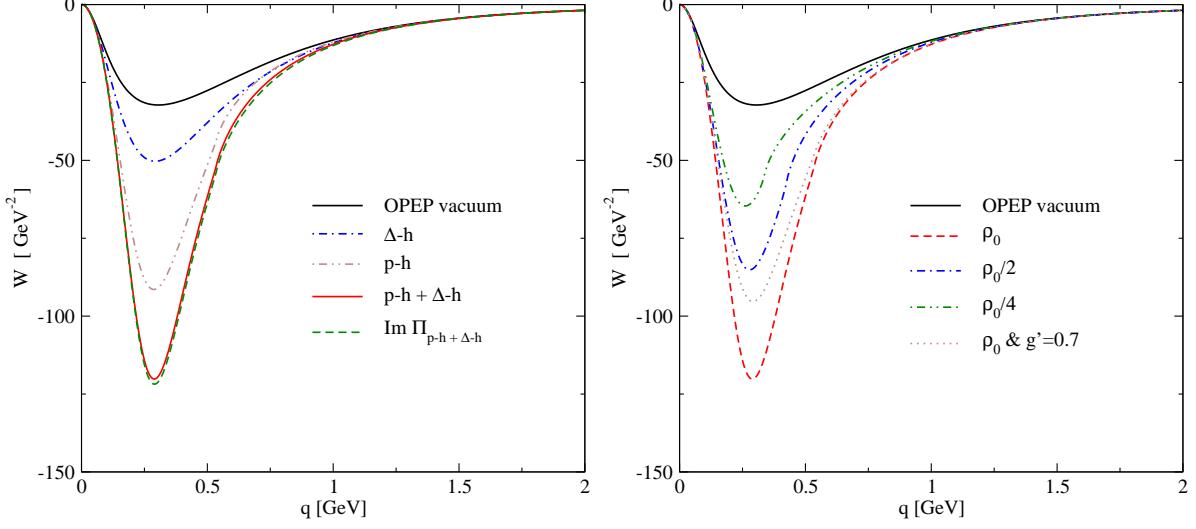 0
-50
-100
-150
W [ GeV⁻² ]
OPEP vacuum
Δ-h
p-h
p-h + Δ-h
Im Π p-h + Δ-h
0
0.5
1
1.5
2
q [GeV]
0
-50
-100
-150
W [ GeV⁻² ]
OPEP vacuum
ρ₀
ρ₀/2
ρ₀/4
ρ₀ & g’=0.7
0
0.5
1
1.5
2
q [GeV]